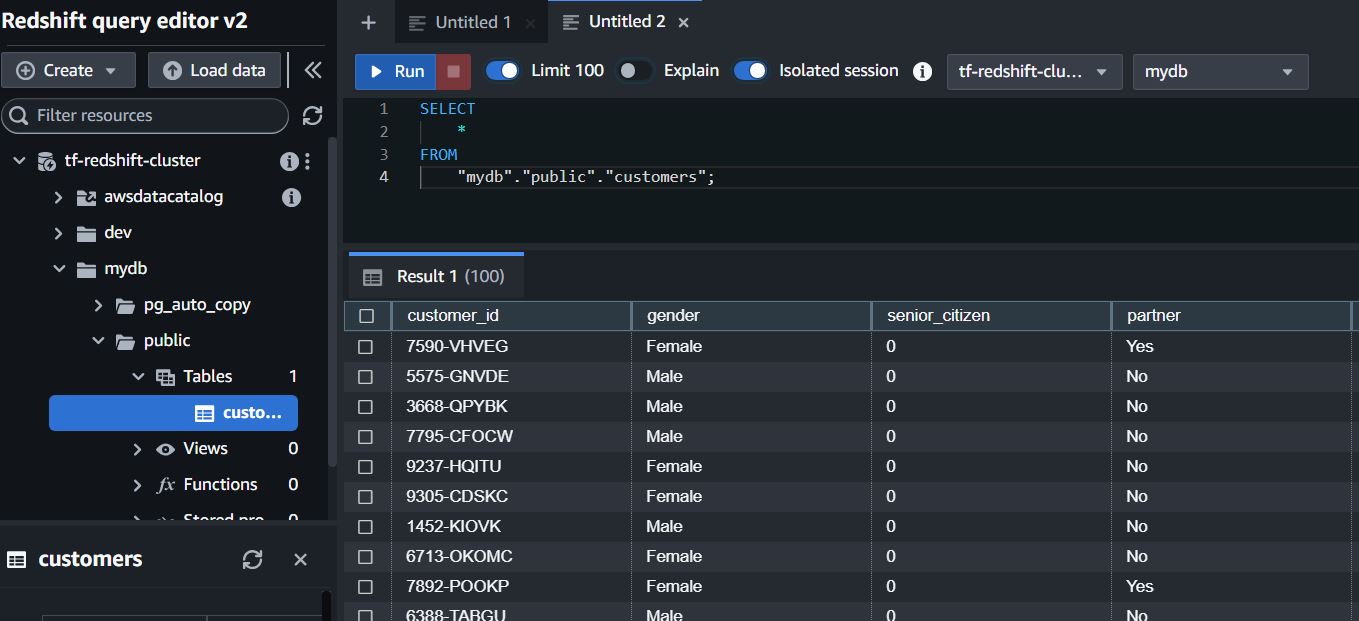 Redshift query editor v2
Create
Load data
Filter resources
tf-redshift-cluster
awsdatacatalog
dev
mydb
pg_auto_copy
public
Tables 1
custo...
Views 0
fx Functions 0
Stored pro... 0
customers
Untitled 1
Untitled 2
Run Limit 100 Explain Isolated session tf-redshift-clu... mydb
1 SELECT
2 *
3 FROM
4 "mydb"."public"."customers";
Result 1 (100)
customer_id gender senior_citizen partner
7590-VHVEG Female 0 Yes
5575-GNVDE Male 0 No
3668-QPYBK Male 0 No
7795-CFOCW Male 0 No
9237-HQITU Female 0 No
9305-CDSKC Female 0 No
1452-KIOVK Male 0 No
6713-OKOMC Female 0 No
7892-POOKP Female 0 Yes
6388-TABGU Male 0 No